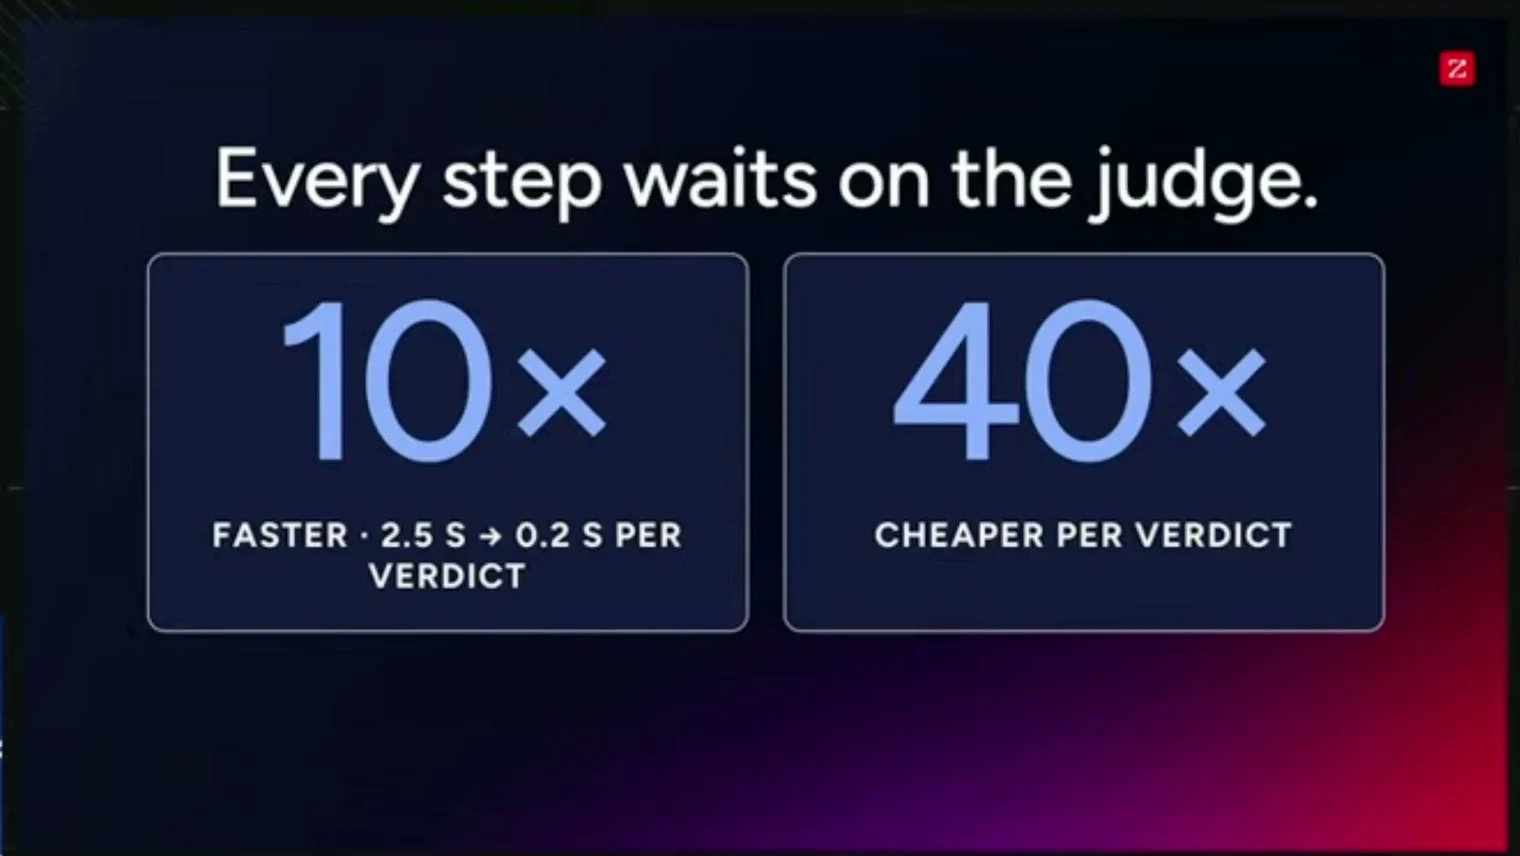 Z
Every step waits on the judge.
10×
FASTER · 2.5 S → 0.2 S PER
VERDICT
40×
CHEAPER PER VERDICT